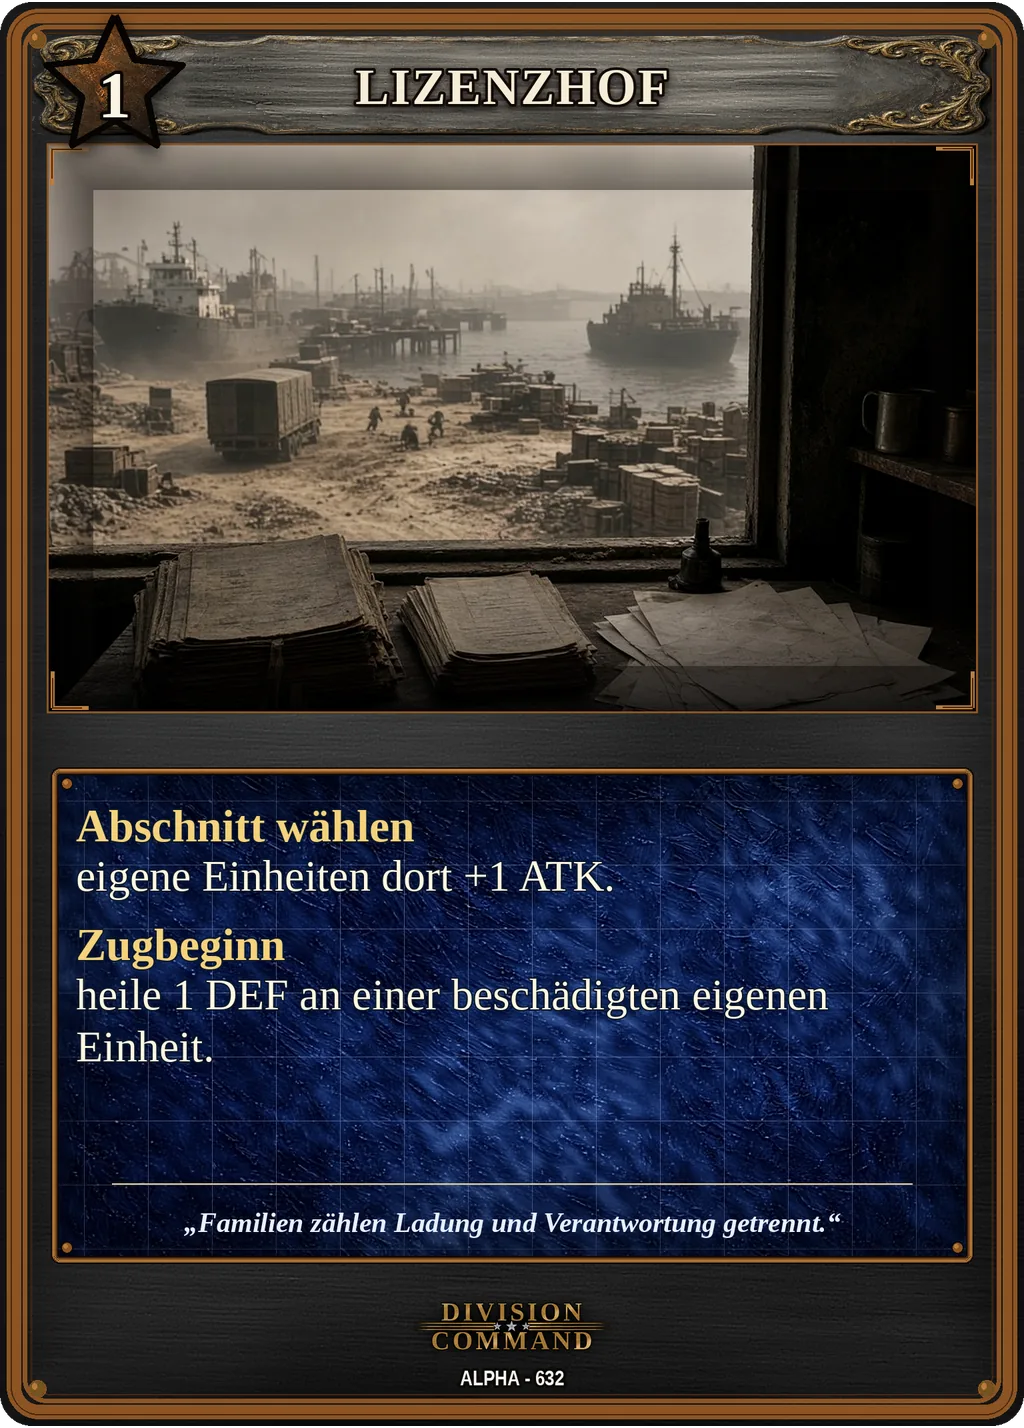 1
LIZENZHOF
Abschnitt wählen
eigene Einheiten dort +1 ATK.
Zugbeginn
heile 1 DEF an einer beschädigten eigenen
Einheit.
„Familien zählen Ladung und Verantwortung getrennt.“
DIVISION
COMMAND
ALPHA - 632